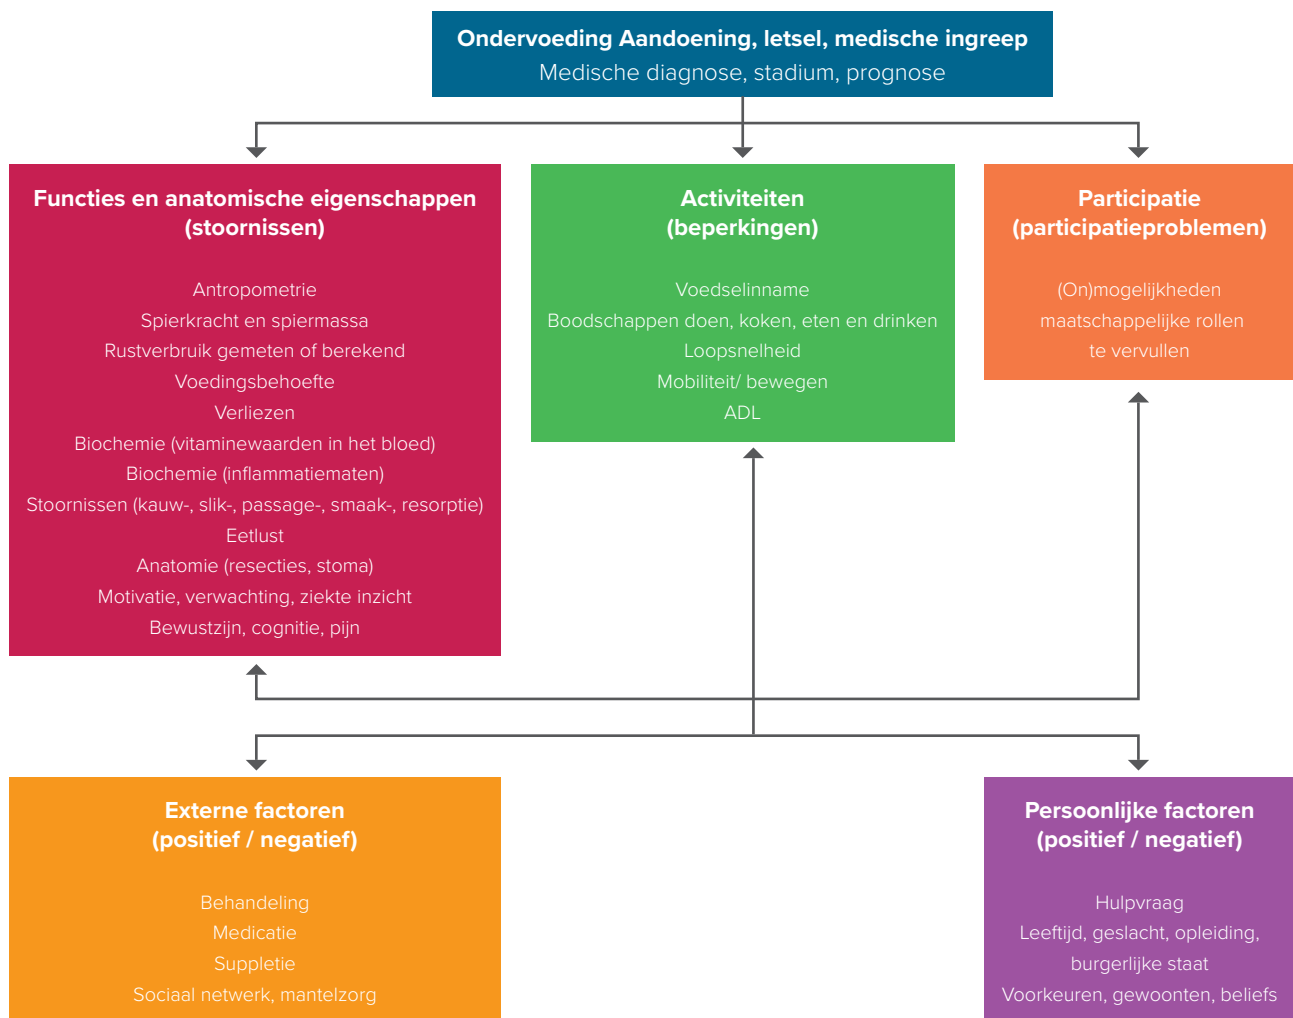 Ondervoeding Aandoening, letsel, medische ingreep
Medische diagnose, stadium, prognose
Functies en anatomische eigenschappen
(stoornissen)
Antropometrie
Spierkracht en spiermassa
Rustverbruik gemeten of berekend
Voedingsbehoefte
Verliezen
Biochemie (vitaminewaarden in het bloed)
Biochemie (inflammatiematen)
Stoornissen (kauw-, slik-, passage-, smaak-, resorptie)
Eetlust
Anatomie (resecties, stoma)
Motivatie, verwachting, ziekte inzicht
Bewustzijn, cognitie, pijn
Activiteiten
(beperkingen)
Voedselinname
Boodschappen doen, koken, eten en drinken
Loopsnelheid
Mobiliteit/ bewegen
ADL
Participatie
(participatieproblemen)
(On)mogelijkheden
maatschappelijke rollen
te vervullen
Externe factoren
(positief / negatief)
Behandeling
Medicatie
Suppletie
Sociaal netwerk, mantelzorg
Persoonlijke factoren
(positief / negatief)
Hulpvraag
Leeftijd, geslacht, opleiding,
burgerlijke staat
Voorkeuren, gewoonten, beliefs